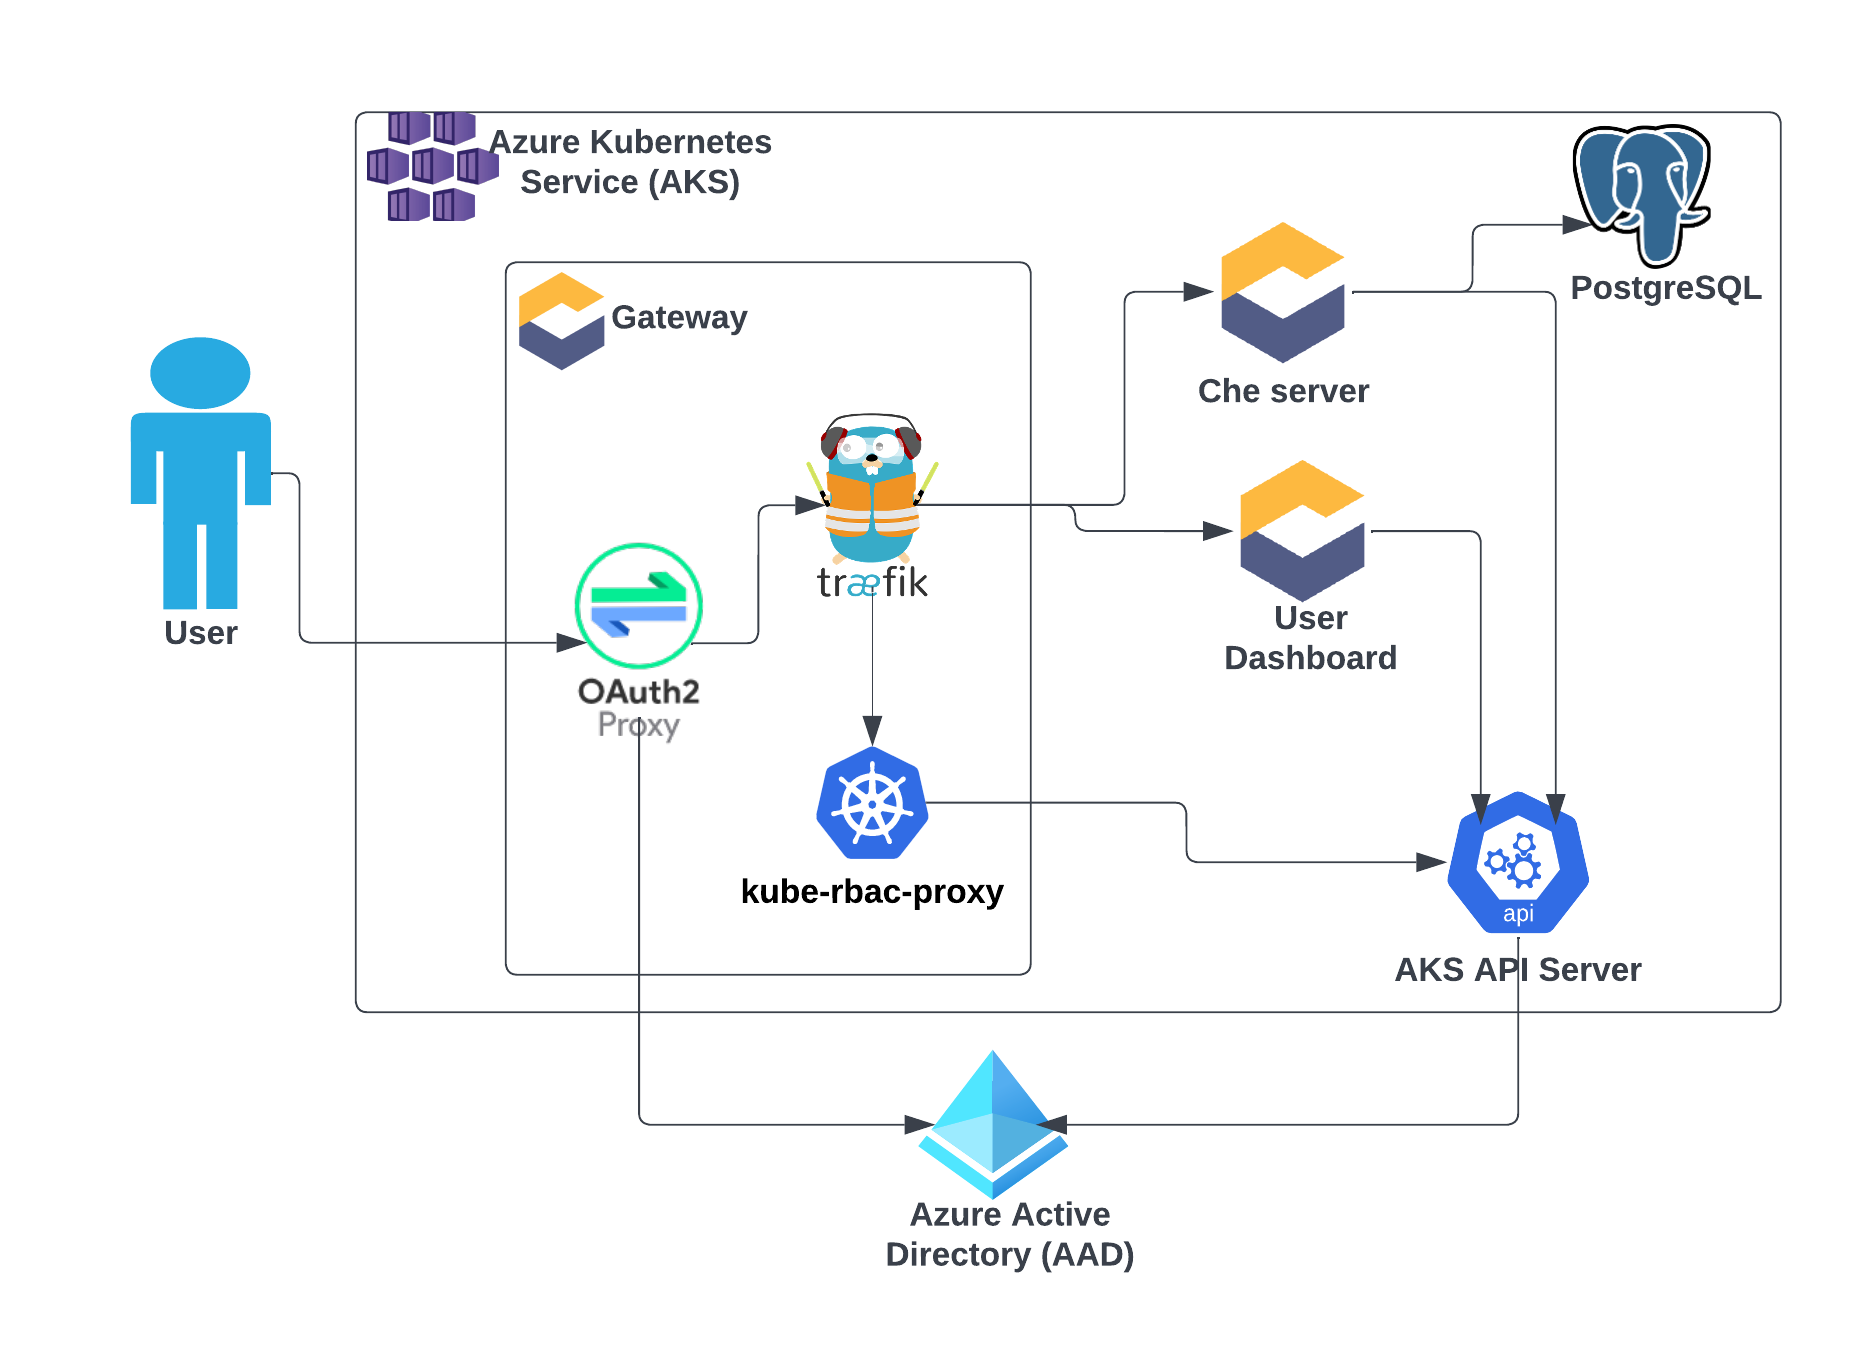 Azure Kubernetes
Service (AKS)
PostgreSQL
Gateway
Che server
træfik
User
Dashboard
User
OAuth2
Proxy
kube-rbac-proxy
api
AKS API Server
Azure Active
Directory (AAD)